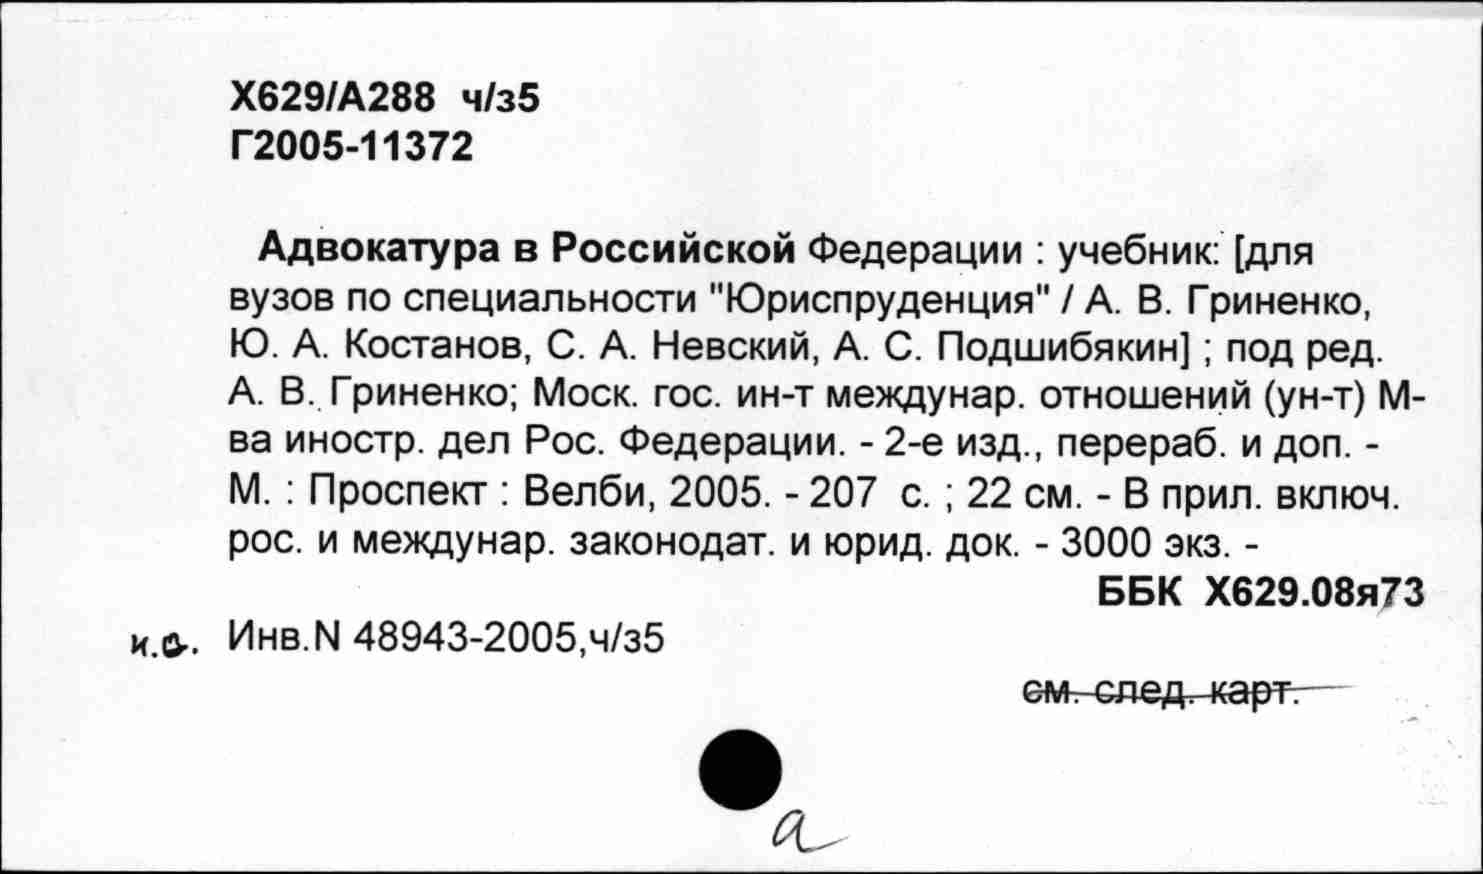 Х629/А288 ч/з5
Г2005-11372
Адвокатура в Российской Федерации : учебник: [для
вузов по специальности "Юриспруденция" / А. В. Гриненко,
Ю. А. Костанов, С. А. Невский, А. С. Подшибякин] ; под ред.
А. В. Гриненко; Моск. гос. ин-т междунар. отношений (ун-т) М-
ва иностр. дел Рос. Федерации. - 2-е изд., перераб. и доп. -
М. : Проспект : Велби, 2005. - 207 с. ; 22 см. - В прил. включ.
рос. и междунар. законодат. и юрид. док. - 3000 экз. -
ББК Х629.08я73
Инв.N 48943-2005,ч/з5
см. след. карт.
а